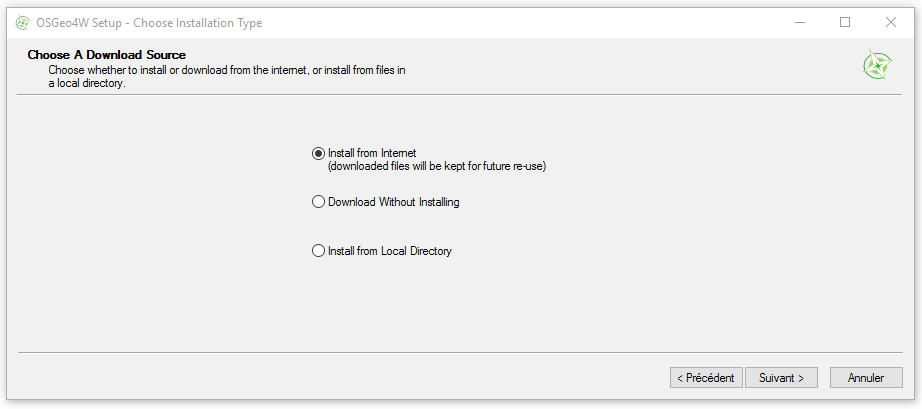 OSGeo4W Setup - Choose Installation Type
Choose A Download Source
Choose whether to install or download from the internet, or install from files in
a local directory.
Install from Internet
(downloaded files will be kept for future re-use)
Download Without Installing
Install from Local Directory
< Précédent
Suivant >
Annuler